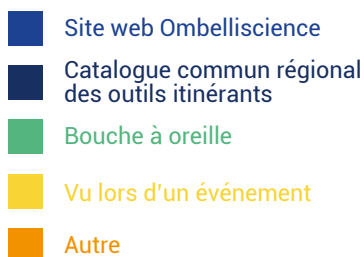 Site web Ombelliscience
Catalogue commun régional
des outils itinérants
Bouche à oreille
Vu lors d'un événement
Autre